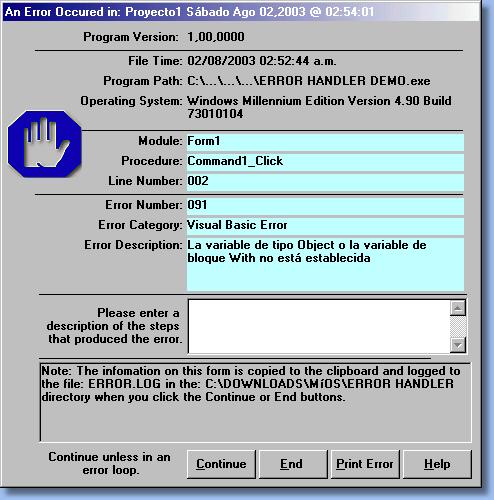 An Error Occured in: Proyecto1 Sábado Ago 02,2003 @ 02:54:01
Program Version: 1,00,0000
File Time: 02/08/2003 02:52:44 a.m.
Program Path: C:\...\...\...\ERROR HANDLER DEMO.exe
Operating System: Windows Millennium Edition Version 4.90 Build
73010104
Module: Form1
Procedure: Command1_Click
Line Number: 002
Error Number: 091
Error Category: Visual Basic Error
Error Description: La variable de tipo Object o la variable de
bloque With no está establecida
Please enter a
description of the steps
that produced the error.
Note: The infomation on this form is copied to the clipboard and logged to
the file: ERROR.LOG in the: C:\DOWNLOADS\MíOS\ERROR HANDLER
directory when you click the Continue or End buttons.
Continue unless in an
error loop.
Continue End Print Error Help